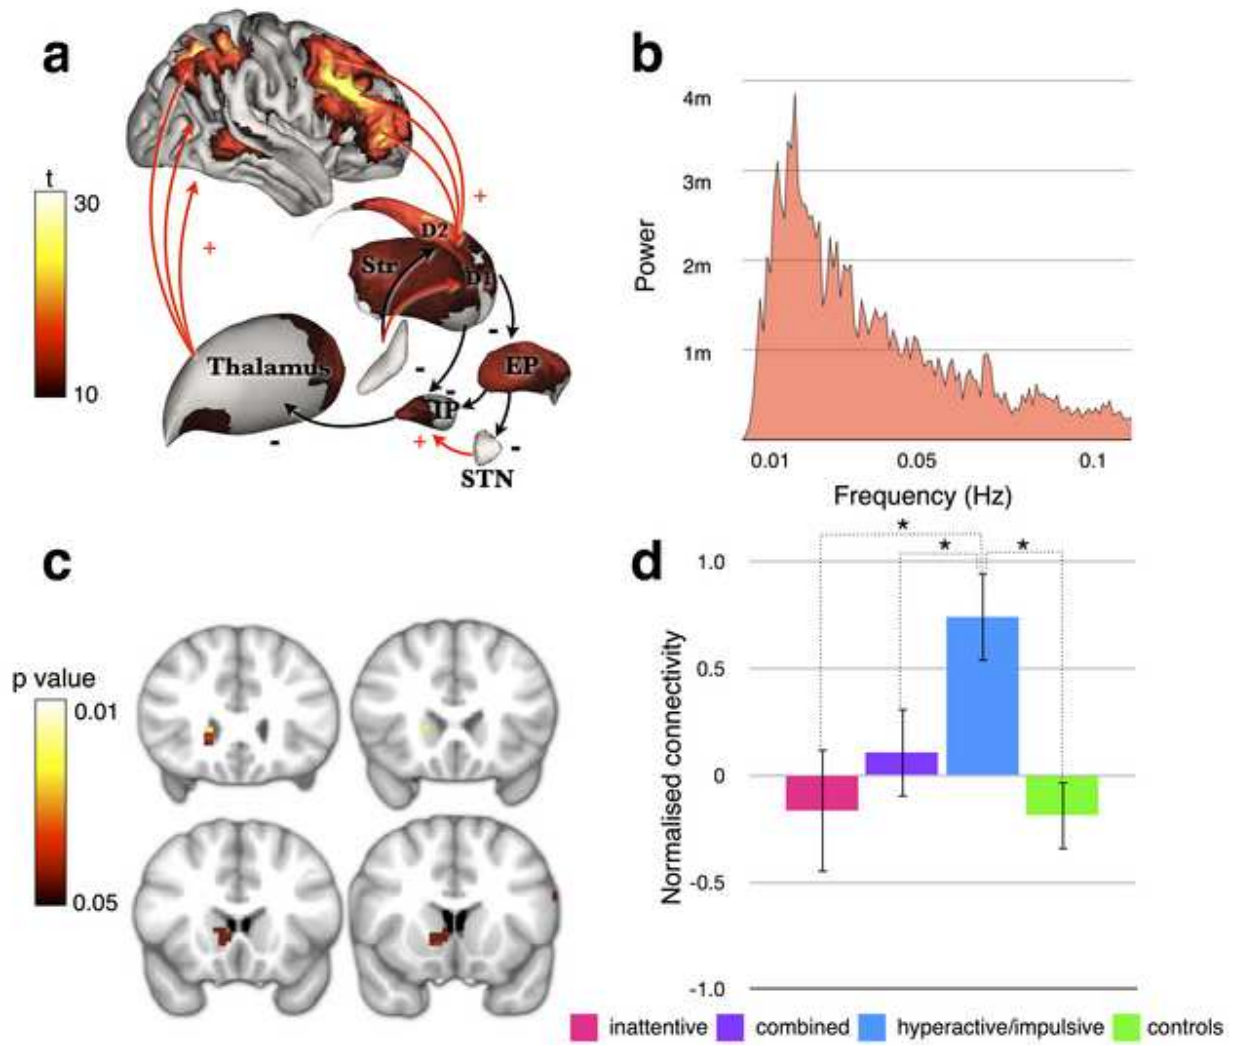 a
t
30
10
+
+
D2
Str
D1
-
Thalamus
EP
-
-
IP
-
+
-
STN
b
4m
3m
2m
1m
Power
0.01 0.05 0.1
Frequency (Hz)
c
p value
0.01
0.05
d
*
* *
1.0
0.5
0
-0.5
-1.0
Normalised connectivity
inattentive combined hyperactive/impulsive controls